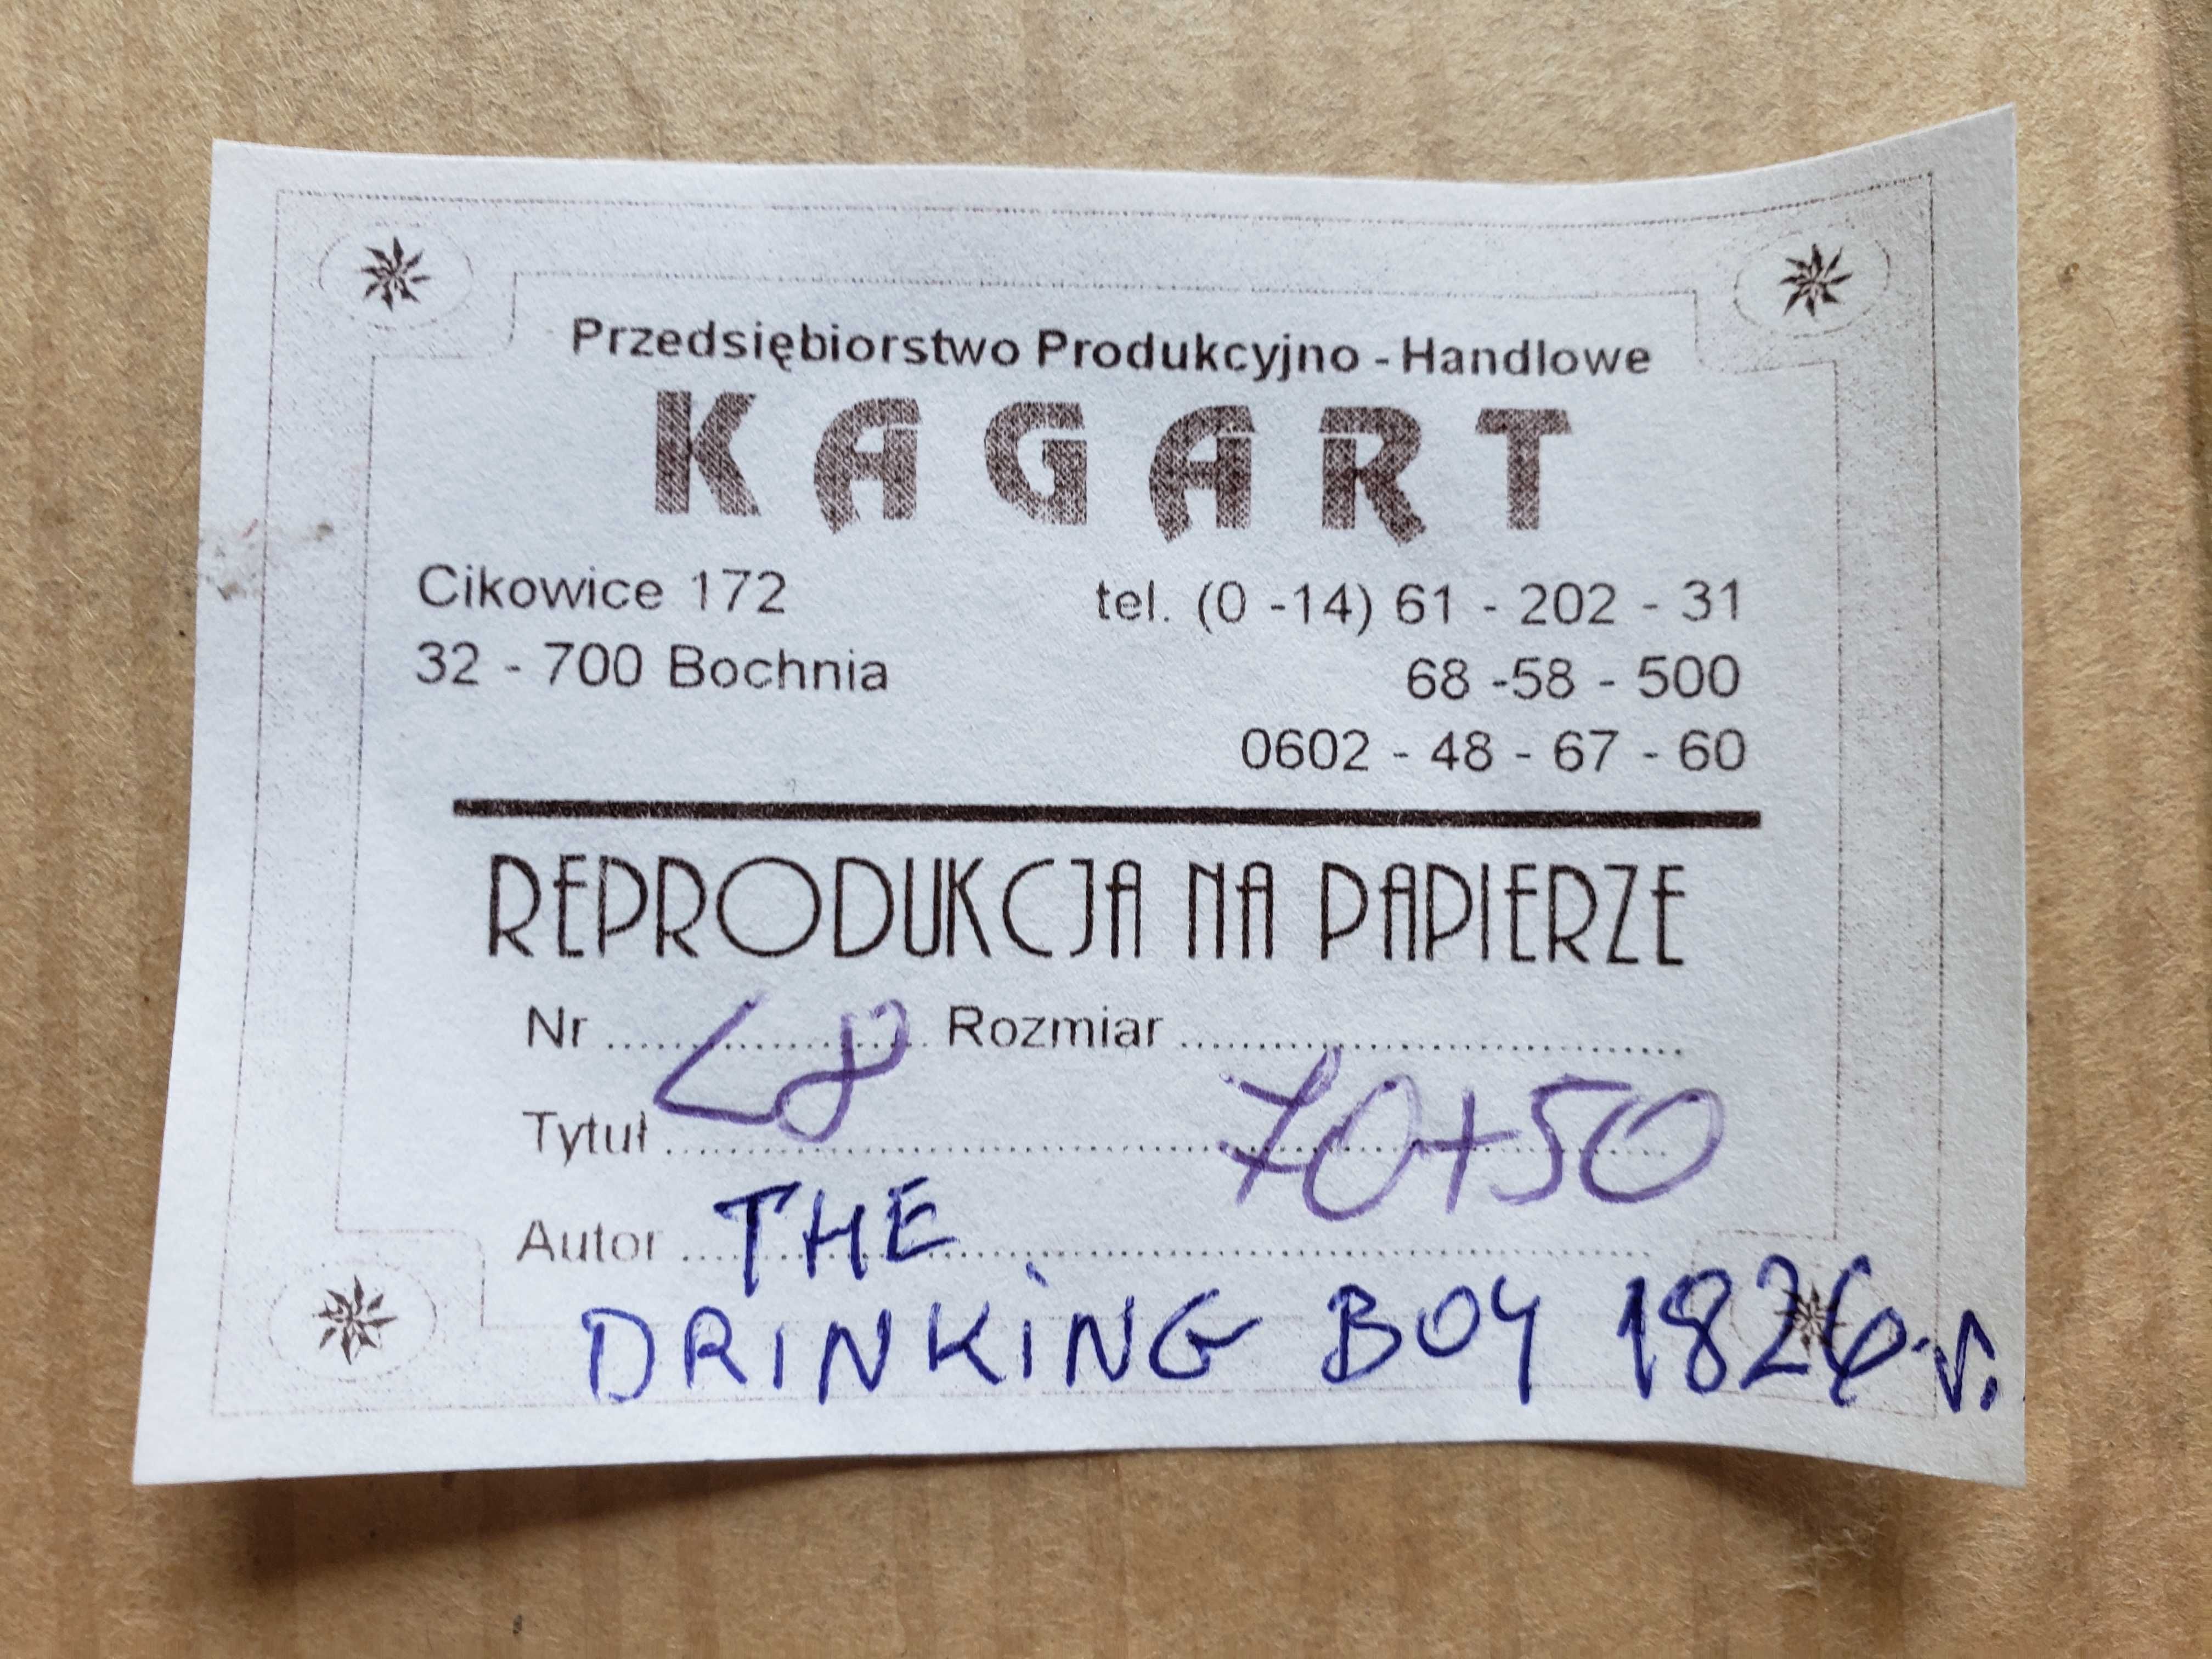 Przedsiębiorstwo Produkcyjno - Handlowe
KAGART
Cikowice 172 tel. (0 -14) 61 - 202 - 31
32 - 700 Bochnia 68 -58 - 500
0602 - 48 - 67 - 60
REPRODUKCJA NA PAPIERZE
Nr Rozmiar
70+50
Tytuł
Autor THE
DRINKING BOY 1826 r.